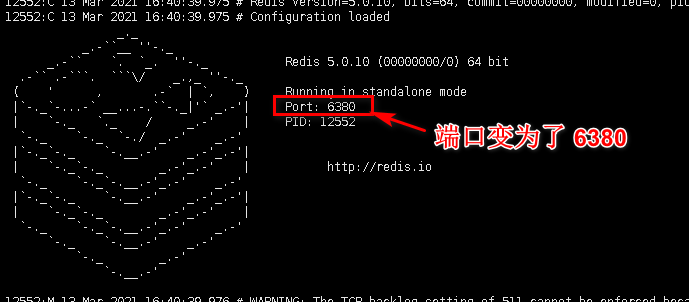 12552:C 13 Mar 2021 16:40:39.975 # Redis version=5.0.10, bits=64, commit=00000000, modified=0, pid
12552:C 13 Mar 2021 16:40:39.975 # Configuration loaded
Redis 5.0.10 (00000000/0) 64 bit
Running in standalone mode
Port: 6380
PID: 12552
端口变为了 6380
http://redis.io
12552:M 13 Mar 2021 16:40:39.976 # WARNING: The TCP backlog setting of 511 cannot be enforced bec